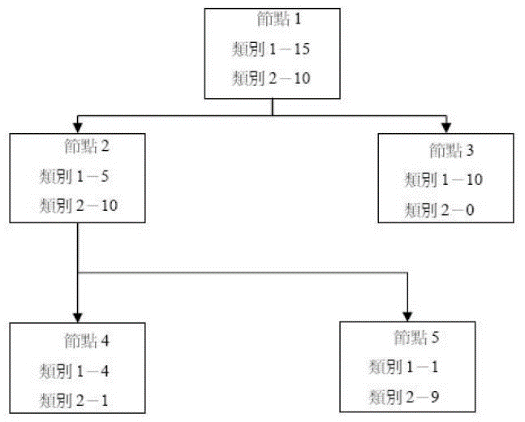 節點 1
類別 1－15
類別 2－10
節點 2
類別 1－5
類別 2－10
節點 3
類別 1－10
類別 2－0
節點 4
類別 1－4
類別 2－1
節點 5
類別 1－1
類別 2－9